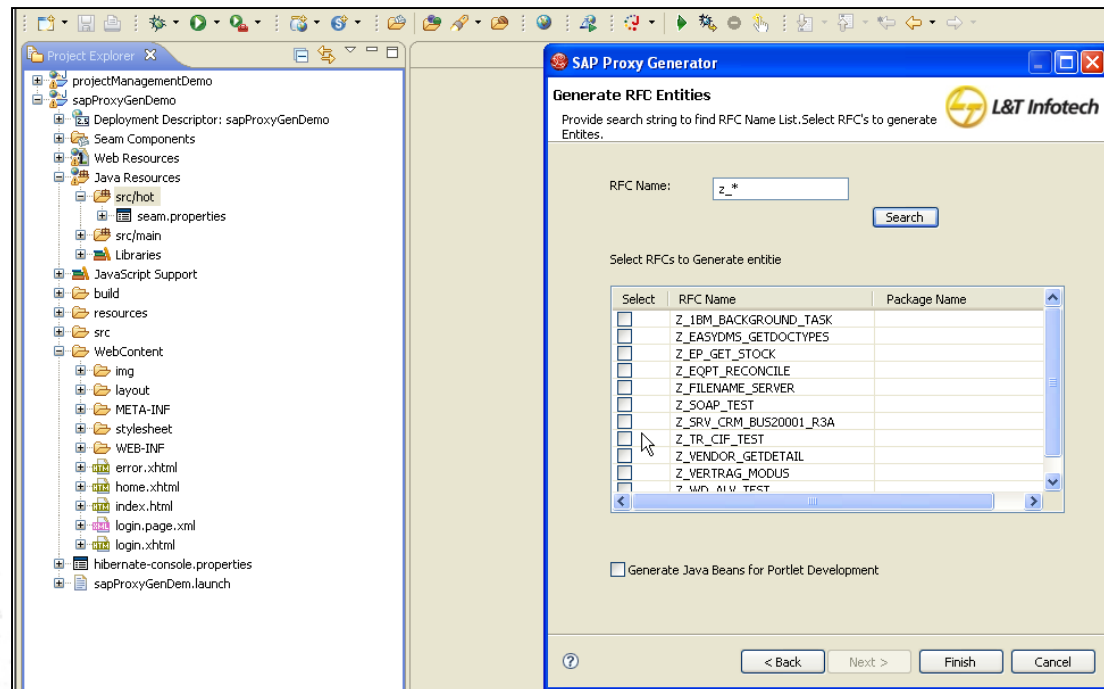 Project Explorer
projectManagementDemo
sapProxyGenDemo
Deployment Descriptor: sapProxyGenDemo
Seam Components
Web Resources
Java Resources
src/hot
seam.properties
src/main
Libraries
JavaScript Support
build
resources
src
WebContent
img
layout
META-INF
stylesheet
WEB-INF
error.xhtml
home.xhtml
index.html
login.page.xml
login.xhtml
hibernate-console.properties
sapProxyGenDem.launch
SAP Proxy Generator
Generate RFC Entities
Provide search string to find RFC Name List.Select RFC's to generate
Entites.
L&T Infotech
RFC Name:
z_*
Search
Select RFCs to Generate entitie
Select RFC Name Package Name
Z_1BM_BACKGROUND_TASK
Z_EASYDMS_GETDOCTYPES
Z_EP_GET_STOCK
Z_EQPT_RECONCILE
Z_FILENAME_SERVER
Z_SOAP_TEST
Z_SRV_CRM_BUS20001_R3A
Z_TR_CIF_TEST
Z_VENDOR_GETDETAIL
Z_VERTRAG_MODUS
Z_WD_ALV_TEST
Generate Java Beans for Portlet Development
< Back Next > Finish Cancel